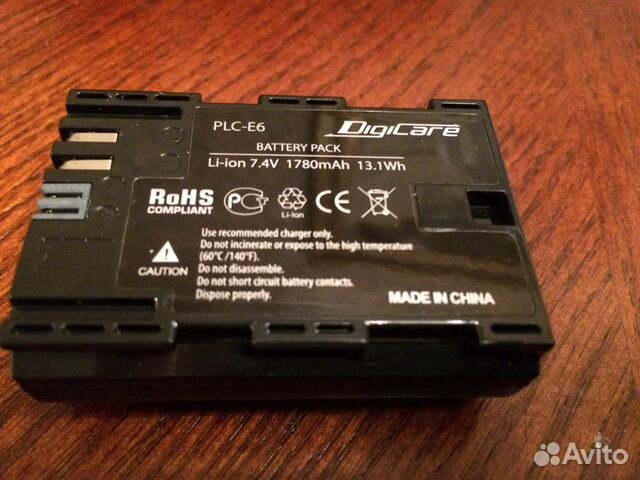 PLC-E6
DigiCare
BATTERY PACK
Li-ion 7.4V 1780mAh 13.1Wh
RoHS
COMPLIANT
Li-Ion
CE
CAUTION
Use recommended charger only.
Do not incinerate or expose to the high temperature
(60℃/140℉).
Do not disassemble.
Do not short circuit battery contacts.
Dispose properly.
MADE IN CHINA
Avito